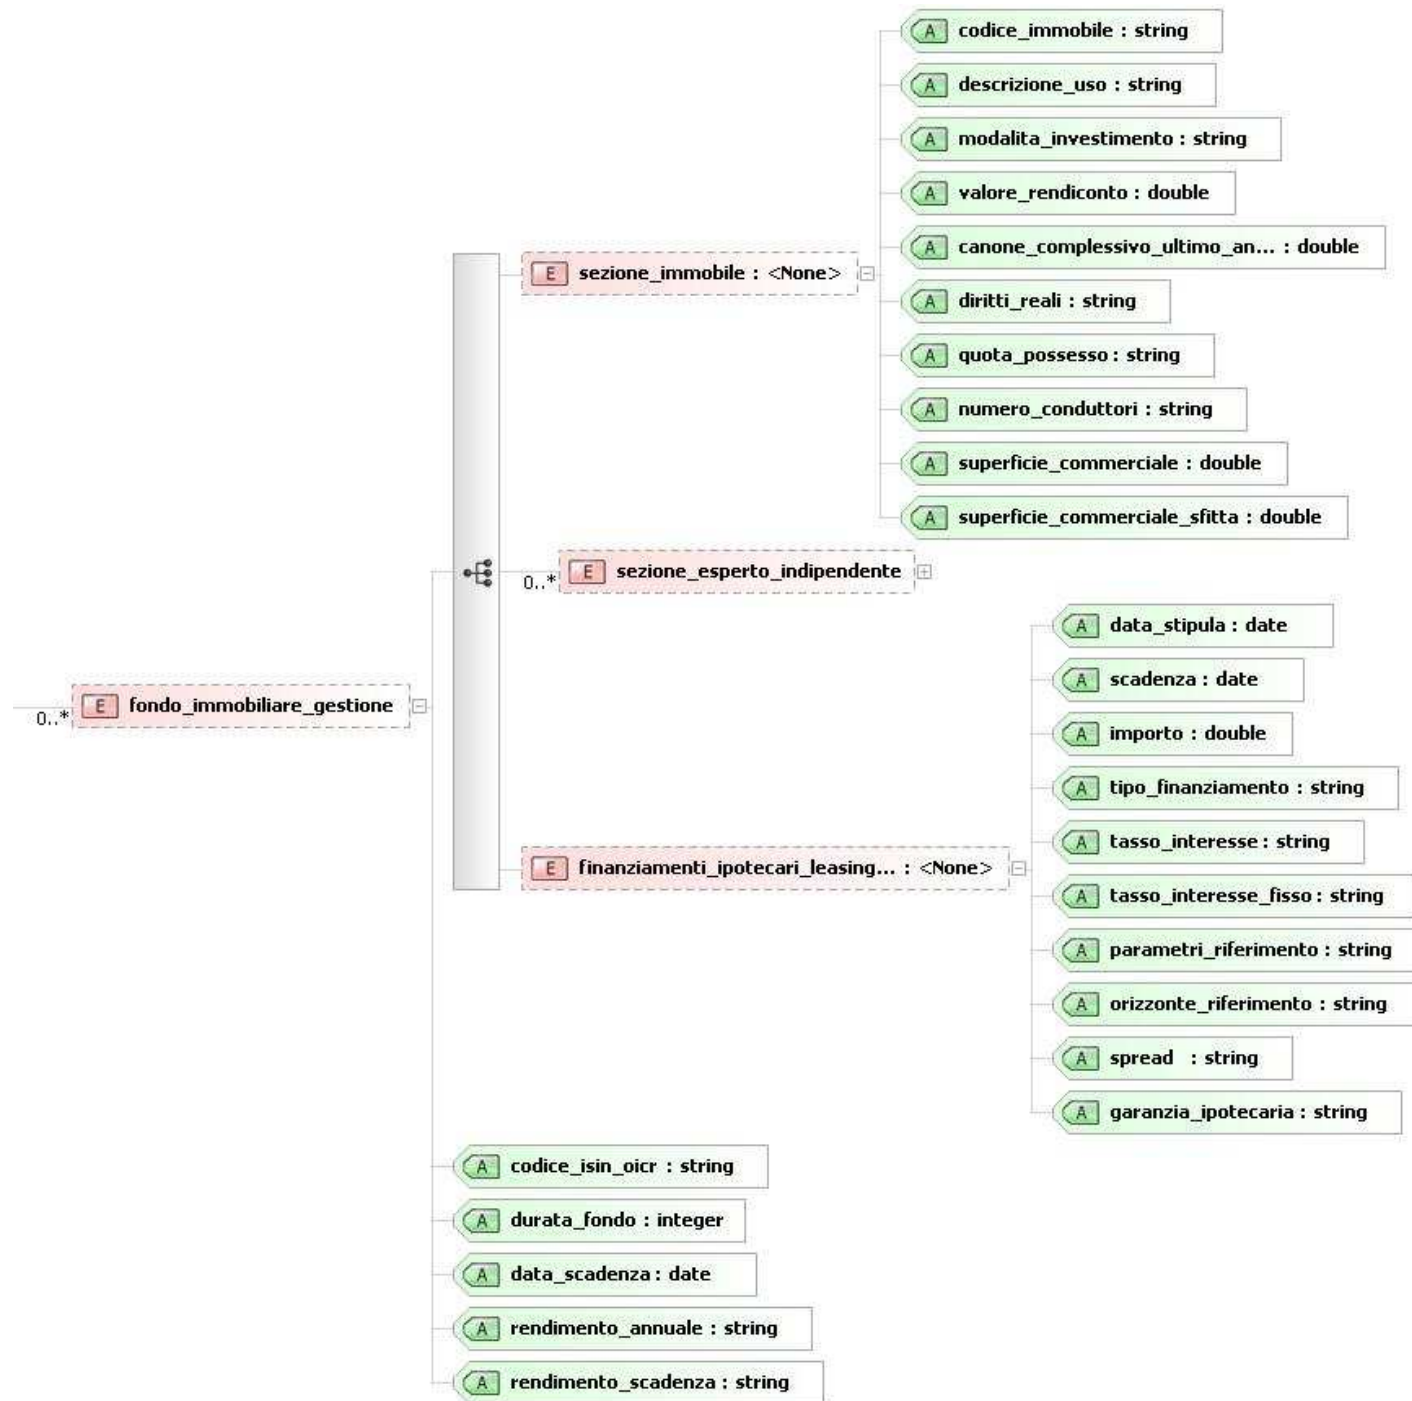 A codice_immobile : string
A descrizione_uso : string
A modalita_investimento : string
A valore_rendiconto : double
A canone_complessivo_ultimo_an... : double
E sezione_immobile : <None>
A diritti_reali : string
A quota_possesso : string
A numero_conduttori : string
A superficie_commerciale : double
A superficie_commerciale_sfitta : double
0..* E sezione_esperto_indipendente
A data_stipula : date
A scadenza : date
0..* E fondo_immobiliare_gestione
A importo : double
A tipo_finanziamento : string
A tasso_interesse : string
E finanziamenti_ipotecari_leasing... : <None>
A tasso_interesse_fisso : string
A parametri_riferimento : string
A orizzonte_riferimento : string
A spread : string
A garanzia_ipotecaria : string
A codice_isin_oicr : string
A durata_fondo : integer
A data_scadenza : date
A rendimento_annuale : string
A rendimento_scadenza : string